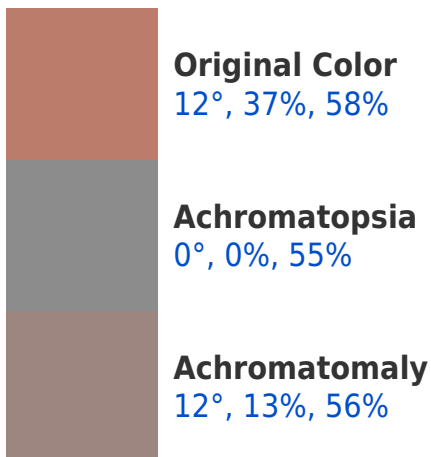 Original Color
12°, 37%, 58%
Achromatopsia
0°, 0%, 55%
Achromatomaly
12°, 13%, 56%